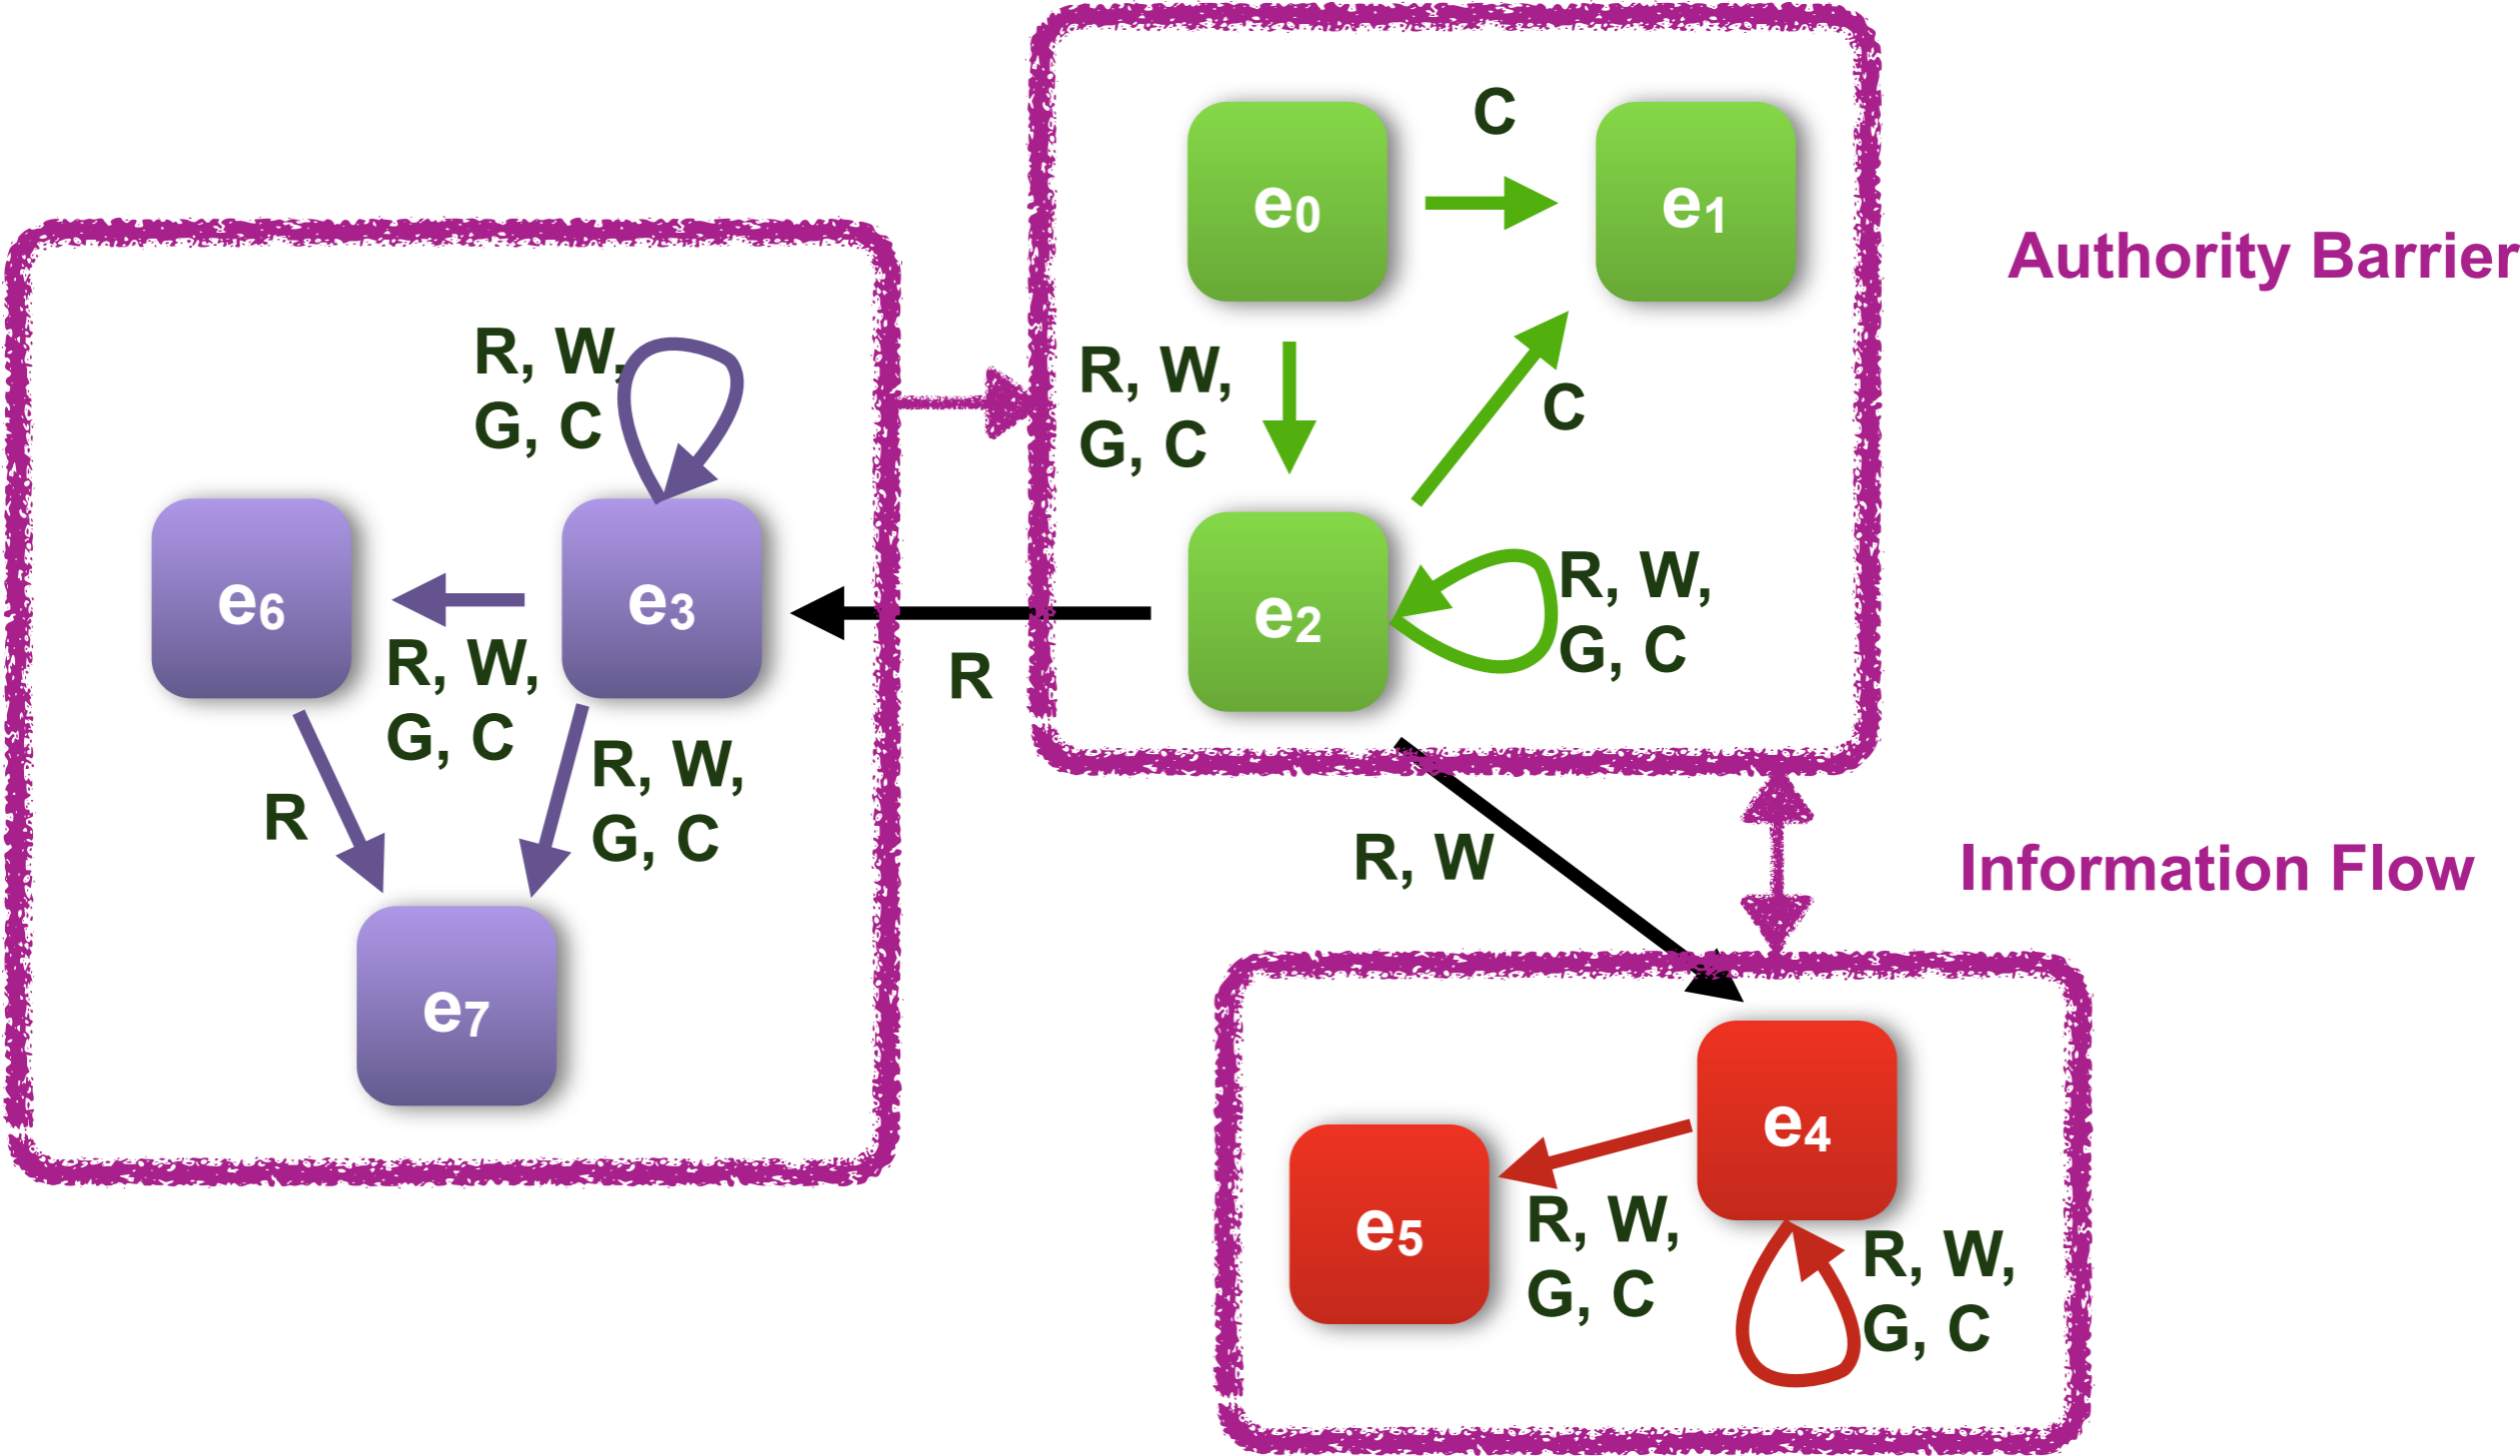 C
e0
e1
Authority Barrier
R, W,
G, C
R, W,
G, C
C
e6
e3
e2
R, W,
G, C
R, W,
G, C
R
R, W,
G, C
R
R, W
Information Flow
e7
e4
e5
R, W,
G, C
R, W,
G, C